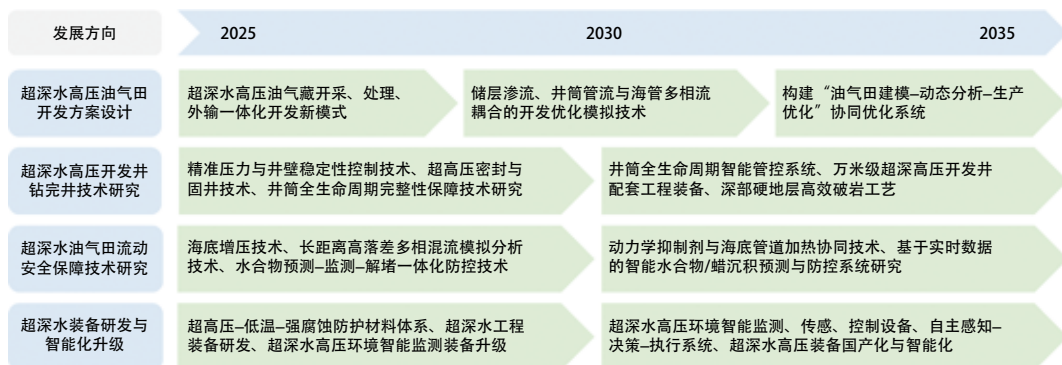 发展方向
2025
2030
2035
超深水高压油气田
开发方案设计
超深水高压油气藏开采、处理、
外输一体化开发新模式
储层渗流、井筒管流与海管多相流
耦合的开发优化模拟技术
构建“油气田建模–动态分析–生产
优化”协同优化系统
超深水高压开发井
钻完井技术研究
精准压力与井壁稳定性控制技术、超高压密封与
固井技术、井筒全生命周期完整性保障技术研究
井筒全生命周期智能管控系统、万米级超深高压开发井
配套工程装备、深部硬地层高效破岩工艺
超深水油气田流动
安全保障技术研究
海底增压技术、长距离高落差多相混流模拟分析
技术、水合物预测–监测–解堵一体化防控技术
动力学抑制剂与海底管道加热协同技术、基于实时数据
的智能水合物/蜡沉积预测与防控系统研究
超深水装备研发与
智能化升级
超高压–低温–强腐蚀防护材料体系、超深水工程
装备研发、超深水高压环境智能监测装备升级
超深水高压环境智能监测、传感、控制设备、自主感知–
决策–执行系统、超深水高压装备国产化与智能化